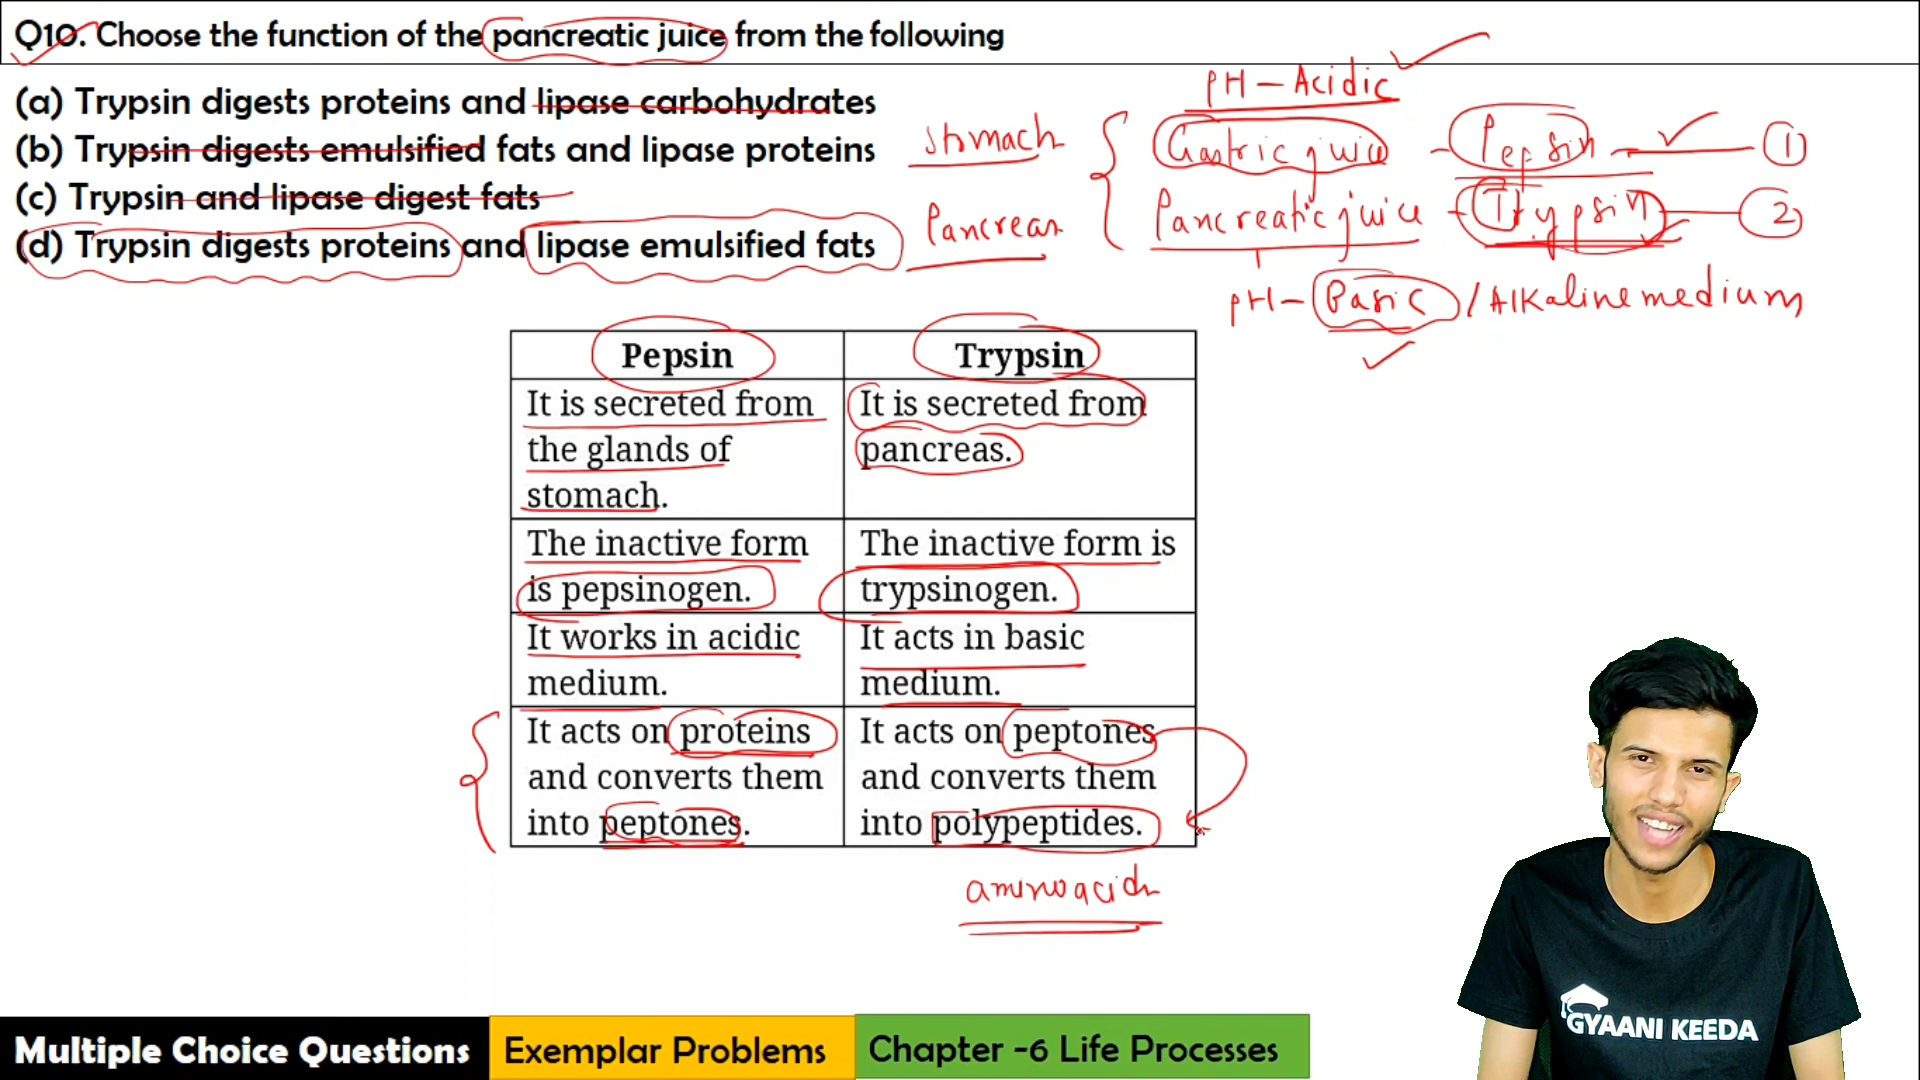 Q10. Choose the function of the pancreatic juice from the following
(a) Trypsin digests proteins and lipase carbohydrates
(b) Trypsin digests emulsified fats and lipase proteins
(c) Trypsin and lipase digest fats
(d) Trypsin digests proteins and lipase emulsified fats
pH - Acidic
Stomach
Gastric juice - Pepsin - 1
Pancreas
Pancreatic juice - Trypsin - 2
pH - Basic / Alkaline medium
Pepsin
Trypsin
It is secreted from
the glands of
stomach.
It is secreted from
pancreas.
The inactive form
is pepsinogen.
The inactive form is
trypsinogen.
It works in acidic
medium.
It acts in basic
medium.
It acts on proteins
and converts them
into peptones.
It acts on peptones
and converts them
into polypeptides.
amino acids
GYAANI KEEDA
Multiple Choice Questions
Exemplar Problems
Chapter -6 Life Processes